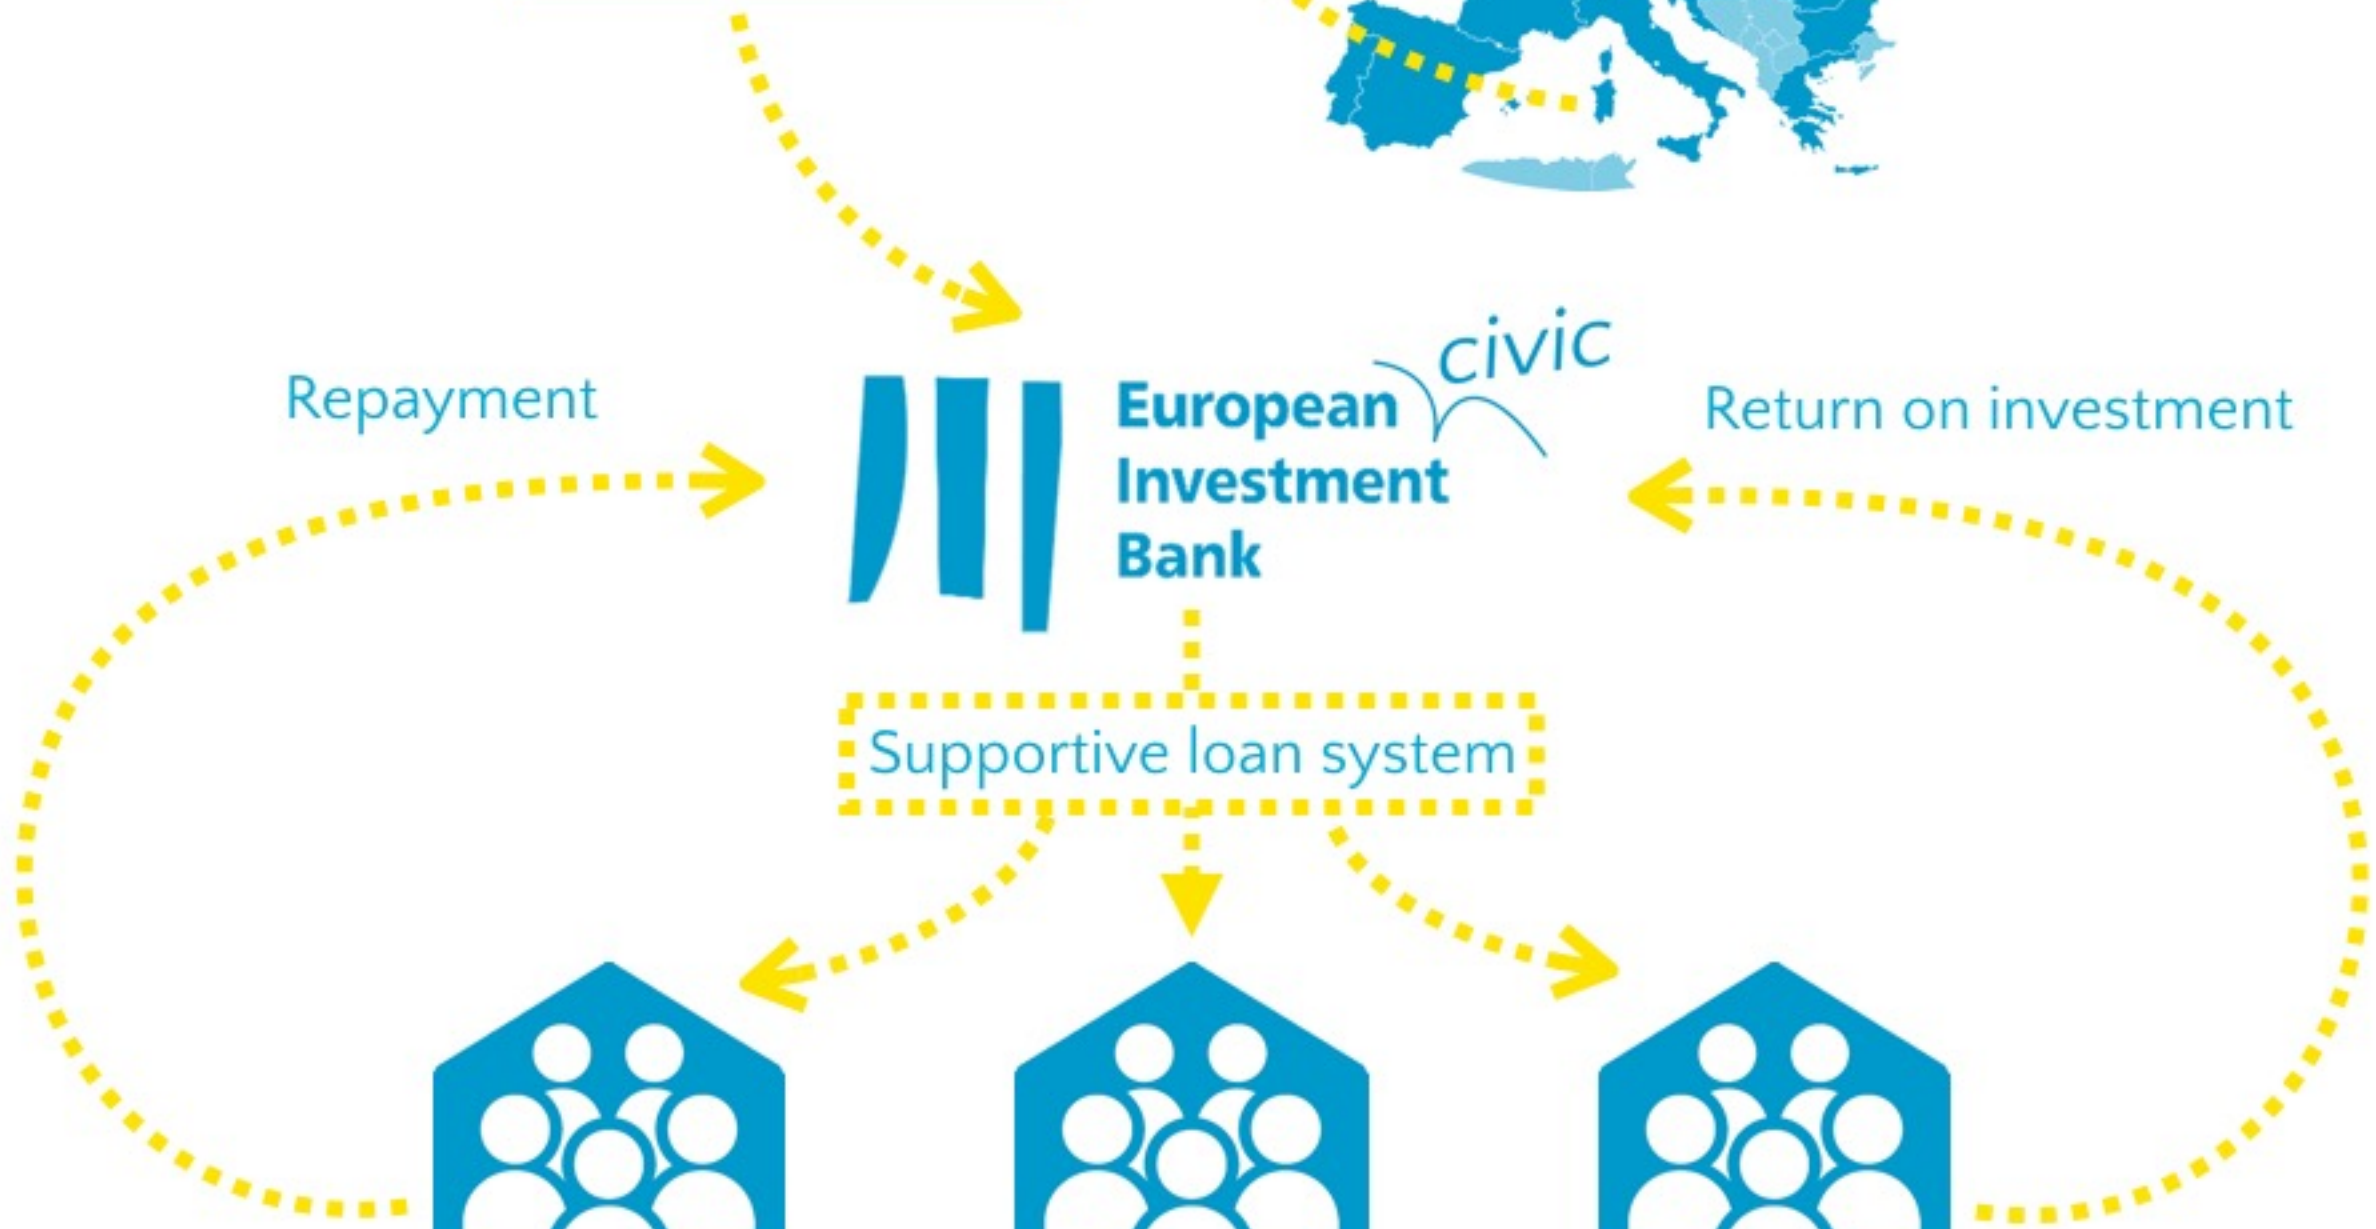 civic
Repayment
European
Return on investment
Investment
Bank
Supportive loan system